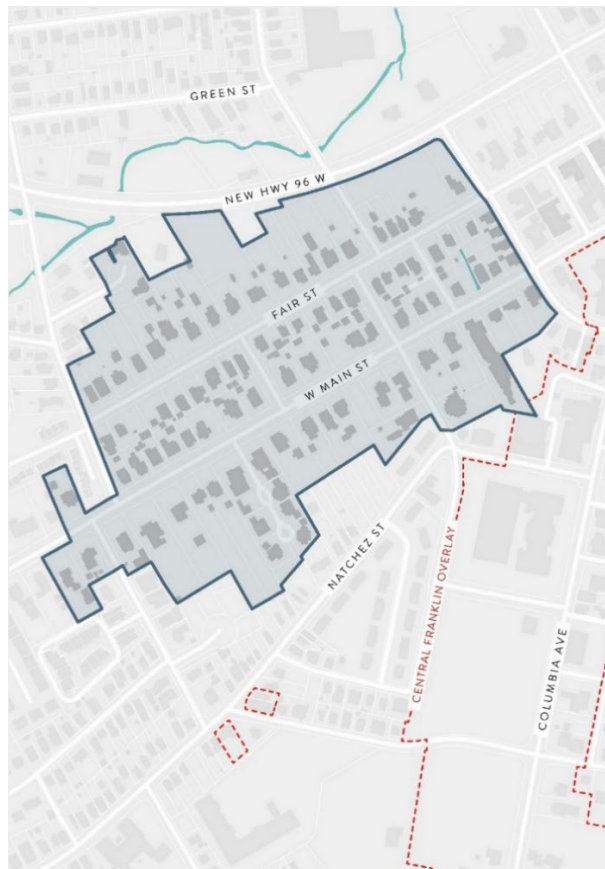 GREEN ST
NEW HWY 96 W
FAIR ST
W MAIN ST
NATCHEZ ST
CENTRAL FRANKLIN OVERLAY
COLUMBIA AVE